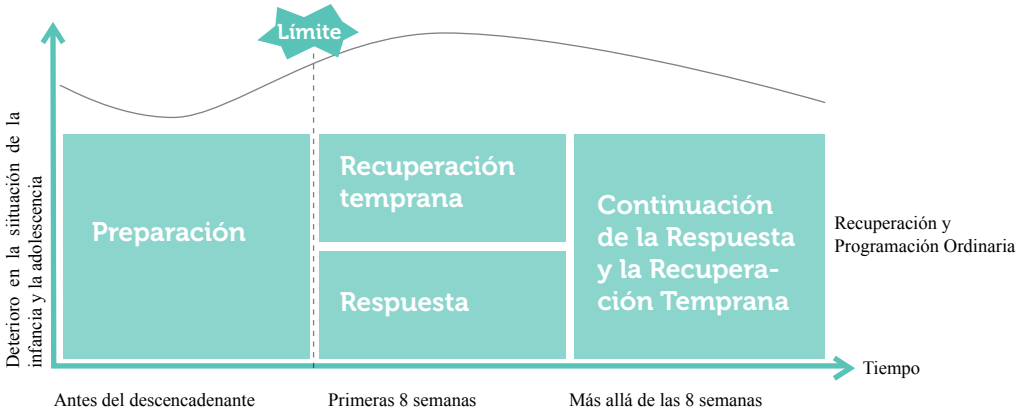 Límite
Deterioro en la siituación de la
infancia y la adolescencia
Preparación
Recuperación
temprana
Respuesta
Continuación
de la Respuesta
y la Recupera-
ción Temprana
Recuperación y
Programación Ordinaria
Tiempo
Antes del descencadenante
Primeras 8 semanas
Más allá de las 8 semanas